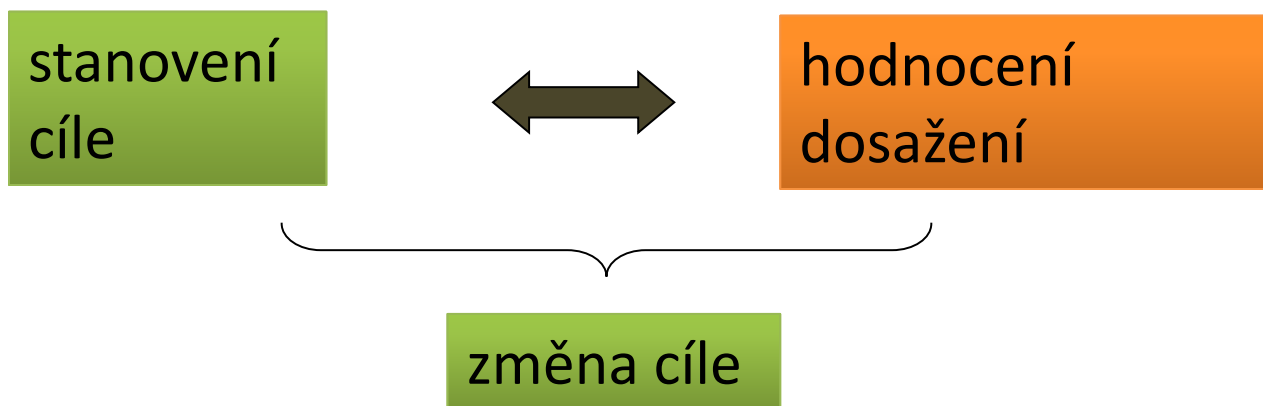 stanovení
cíle
hodnocení
dosažení
změna cíle